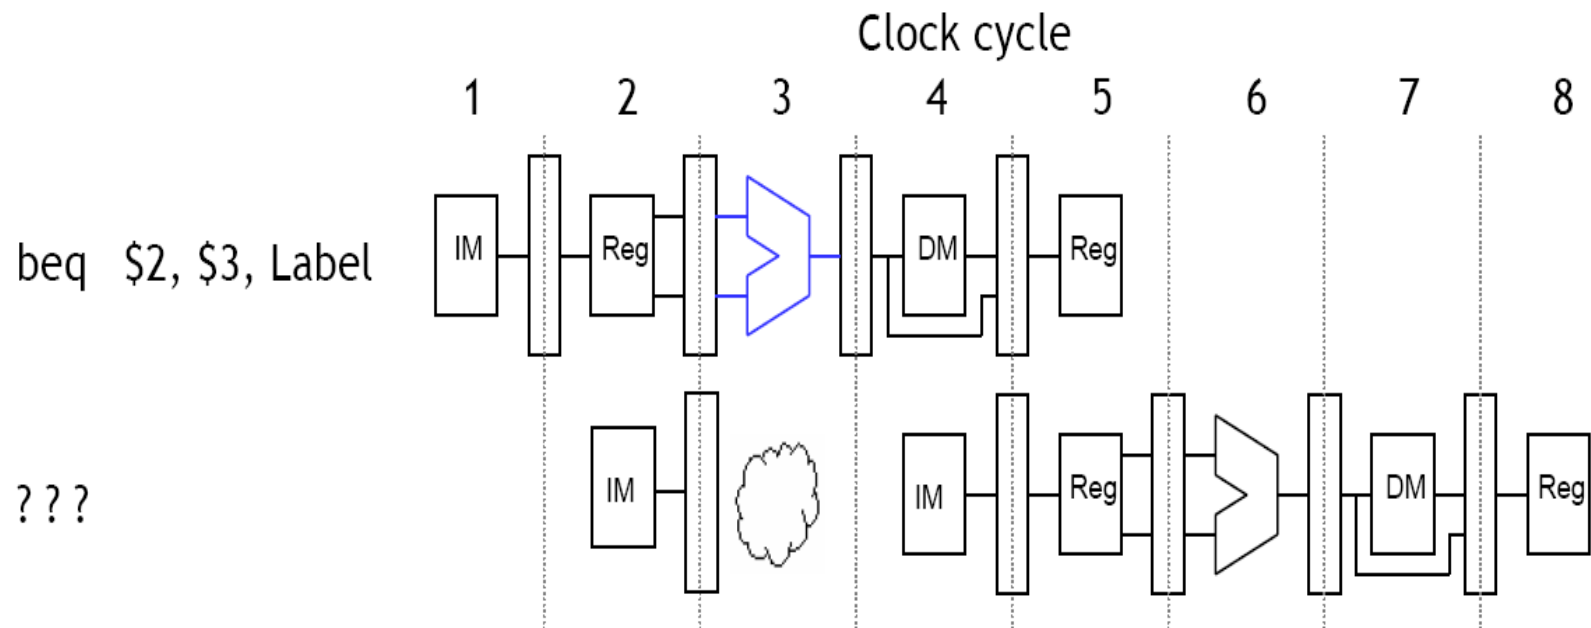 Clock cycle
1 2 3 4 5 6 7 8
beq $2, $3, Label IM Reg DM Reg
? ? ? IM IM Reg DM Reg